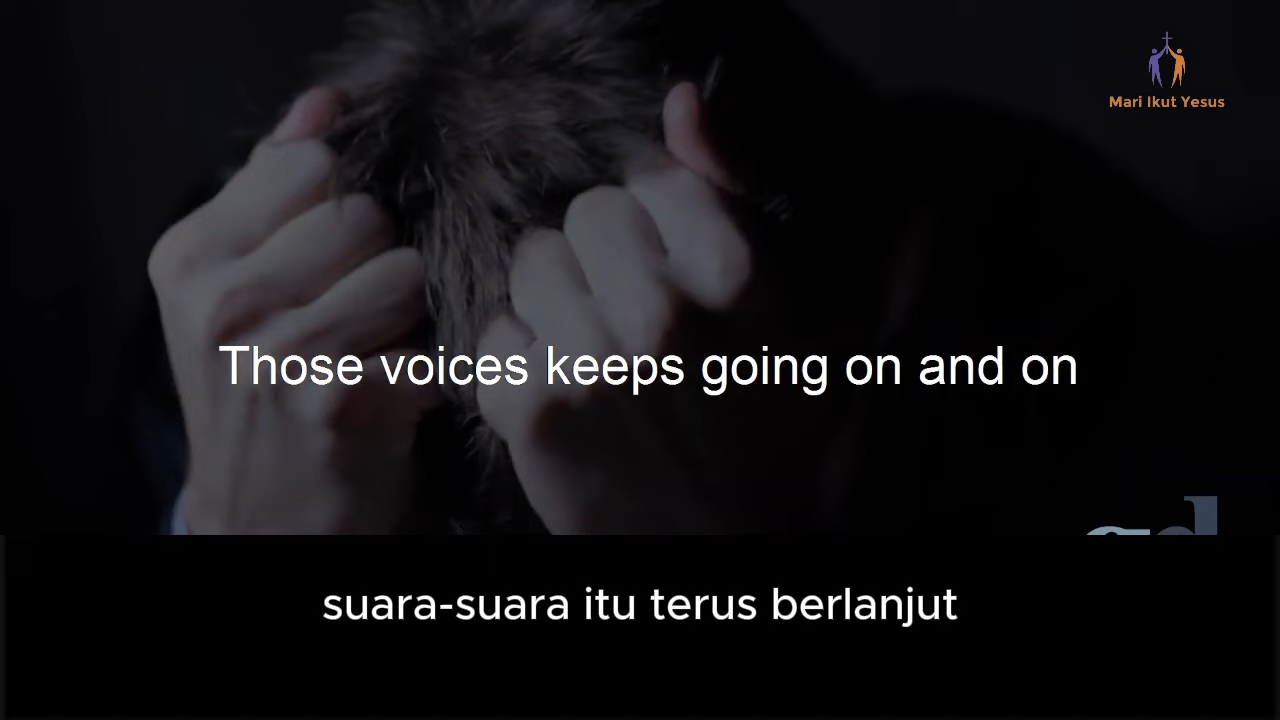 Mari Ikut Yesus
Those voices keeps going on and on
suara-suara itu terus berlanjut